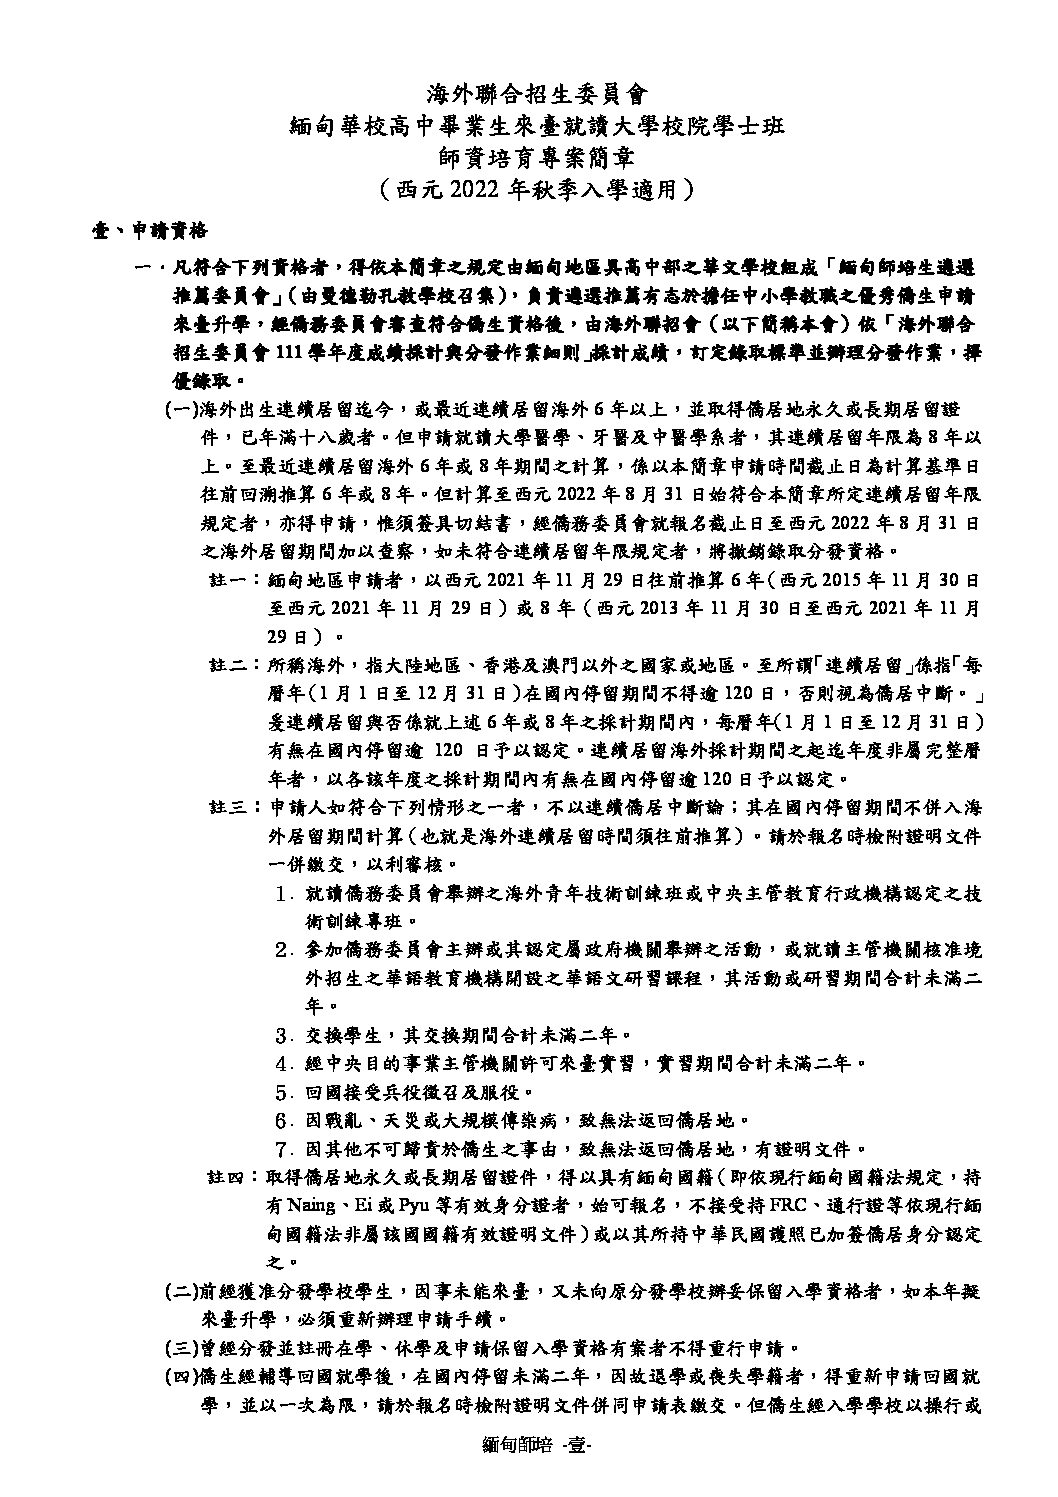 海外聯合招生委員會
緬甸華校高中畢業生來臺就讀大學校院學士班
師資培育專案簡章
（西元 2022 年秋季入學適用）
壹、申請資格
一．凡符合下列資格者，得依本簡章之規定由緬甸地區具高中部之華文學校組成「緬甸師培生遴選
推薦委員會」（由曼德勒孔教學校召集），負責遴選推薦有志於擔任中小學教職之優秀僑生申請
來臺升學，經僑務委員會審查符合僑生資格後，由海外聯招會（以下簡稱本會）依「海外聯合
招生委員會 111 學年度成績採計與分發作業細則」採計成績，訂定錄取標準並辦理分發作業，擇
優錄取。
(一)海外出生連續居留迄今，或最近連續居留海外 6 年以上，並取得僑居地永久或長期居留證
件，已年滿十八歲者。但申請就讀大學醫學、牙醫及中醫學系者，其連續居留年限為 8 年以
上。至最近連續居留海外 6 年或 8 年期間之計算，係以本簡章申請時間截止日為計算基準日
往前回溯推算 6 年或 8 年。但計算至西元 2022 年 8 月 31 日始符合本簡章所定連續居留年限
規定者，亦得申請，惟須簽具切結書，經僑務委員會就報名截止日至西元 2022 年 8 月 31 日
之海外居留期間加以查察，如未符合連續居留年限規定者，將撤銷錄取分發資格。
註一：緬甸地區申請者，以西元 2021 年 11 月 29 日往前推算 6 年（西元 2015 年 11 月 30 日
至西元 2021 年 11 月 29 日）或 8 年（西元 2013 年 11 月 30 日至西元 2021 年 11 月
29 日）。
註二：所稱海外，指大陸地區、香港及澳門以外之國家或地區。至所謂「連續居留」係指「每
曆年（1 月 1 日至 12 月 31 日）在國內停留期間不得逾 120 日，否則視為僑居中斷。」
爰連續居留與否係就上述 6 年或 8 年之採計期間內，每曆年（1 月 1 日至 12 月 31 日）
有無在國內停留逾 120 日予以認定。連續居留海外採計期間之起迄年度非屬完整曆
年者，以各該年度之採計期間內有無在國內停留逾 120 日予以認定。
註三：申請人如符合下列情形之一者，不以連續僑居中斷論；其在國內停留期間不併入海
外居留期間計算（也就是海外連續居留時間須往前推算）。請於報名時檢附證明文件
一併繳交，以利審核。
1. 就讀僑務委員會舉辦之海外青年技術訓練班或中央主管教育行政機構認定之技
術訓練專班。
2. 參加僑務委員會主辦或其認定屬政府機關舉辦之活動，或就讀主管機關核准境
外招生之華語教育機構開設之華語文研習課程，其活動或研習期間合計未滿二
年。
3. 交換學生，其交換期間合計未滿二年。
4. 經中央目的事業主管機關許可來臺實習，實習期間合計未滿二年。
5. 回國接受兵役徵召及服役。
6. 因戰亂、天災或大規模傳染病，致無法返回僑居地。
7. 因其他不可歸責於僑生之事由，致無法返回僑居地，有證明文件。
註四：取得僑居地永久或長期居留證件，得以具有緬甸國籍（即依現行緬甸國籍法規定，持
有 Naing、Ei 或 Pyu 等有效身分證者，始可報名，不接受持 FRC、通行證等依現行緬
甸國籍法非屬該國國籍有效證明文件）或以其所持中華民國護照已加簽僑居身分認定
之。
(二)前經獲准分發學校學生，因事未能來臺，又未向原分發學校辦妥保留入學資格者，如本年擬
來臺升學，必須重新辦理申請手續。
(三)曾經分發並註冊在學、休學及申請保留入學資格有案者不得重行申請。
(四)僑生經輔導回國就學後，在國內停留未滿二年，因故退學或喪失學籍者，得重新申請回國就
學，並以一次為限，請於報名時檢附證明文件併同申請表繳交。但僑生經入學學校以操行或
緬甸師培 -壹-